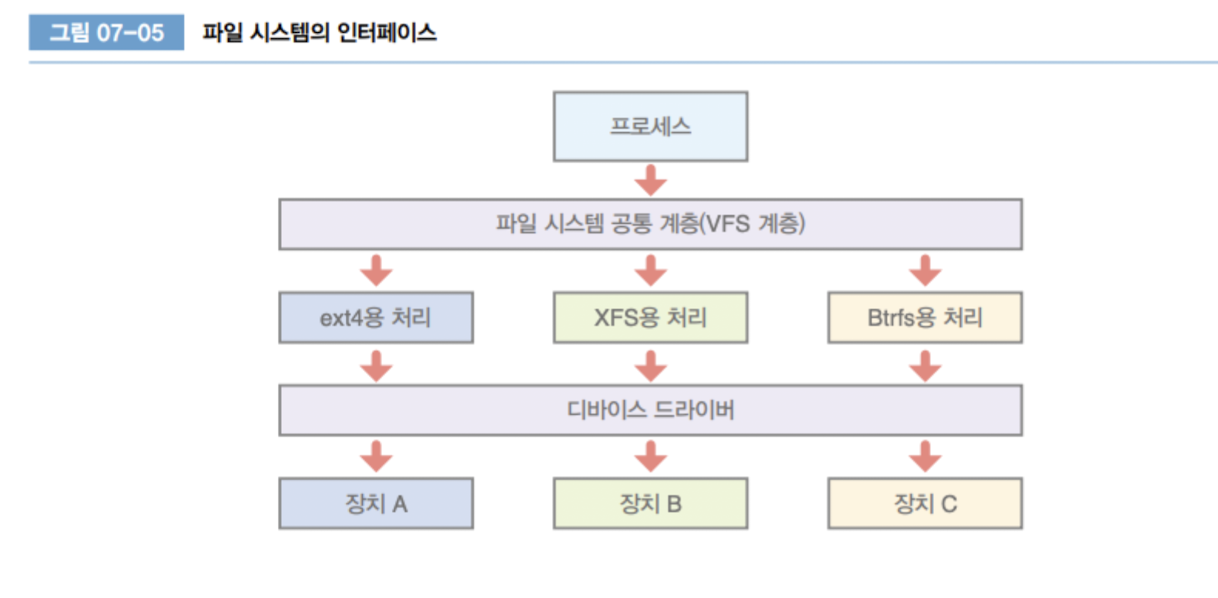 그림 07-05 파일 시스템의 인터페이스
프로세스
파일 시스템 공통 계층(VFS 계층)
ext4용 처리
XFS용 처리
Btrfs용 처리
디바이스 드라이버
장치 A
장치 B
장치 C